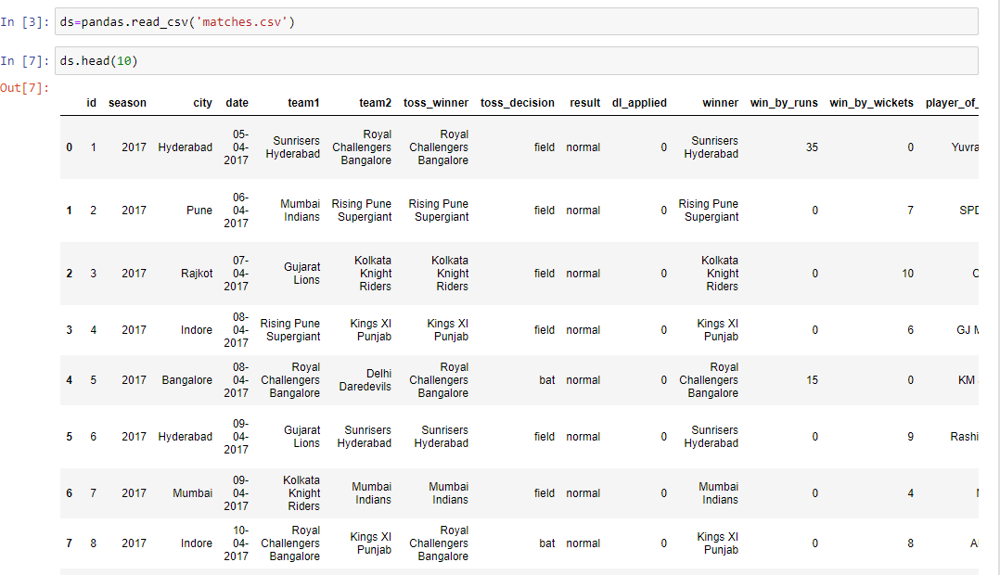 In [3]: ds=pandas.read_csv('matches.csv')
In [7]: ds.head(10)
Out[7]:
id season city date team1 team2 toss_winner toss_decision result dl_applied winner win_by_runs win_by_wickets player_of_
0 1 2017 Hyderabad 05-04-2017 Sunrisers Hyderabad Royal Challengers Bangalore Royal Challengers Bangalore field normal 0 Sunrisers Hyderabad 35 0 Yuvra
1 2 2017 Pune 06-04-2017 Mumbai Indians Rising Pune Supergiant Rising Pune Supergiant field normal 0 Rising Pune Supergiant 0 7 SPD
2 3 2017 Rajkot 07-04-2017 Gujarat Lions Kolkata Knight Riders Kolkata Knight Riders field normal 0 Kolkata Knight Riders 0 10
3 4 2017 Indore 08-04-2017 Rising Pune Supergiant Kings XI Punjab Kings XI Punjab field normal 0 Kings XI Punjab 0 6 GJ M
4 5 2017 Bangalore 08-04-2017 Royal Challengers Bangalore Delhi Daredevils Royal Challengers Bangalore bat normal 0 Royal Challengers Bangalore 15 0 KM
5 6 2017 Hyderabad 09-04-2017 Gujarat Lions Sunrisers Hyderabad Sunrisers Hyderabad field normal 0 Sunrisers Hyderabad 0 9 Rashi
6 7 2017 Mumbai 09-04-2017 Kolkata Knight Riders Mumbai Indians Mumbai Indians field normal 0 Mumbai Indians 0 4
7 8 2017 Indore 10-04-2017 Royal Challengers Bangalore Kings XI Punjab Royal Challengers Bangalore bat normal 0 Kings XI Punjab 0 8 A